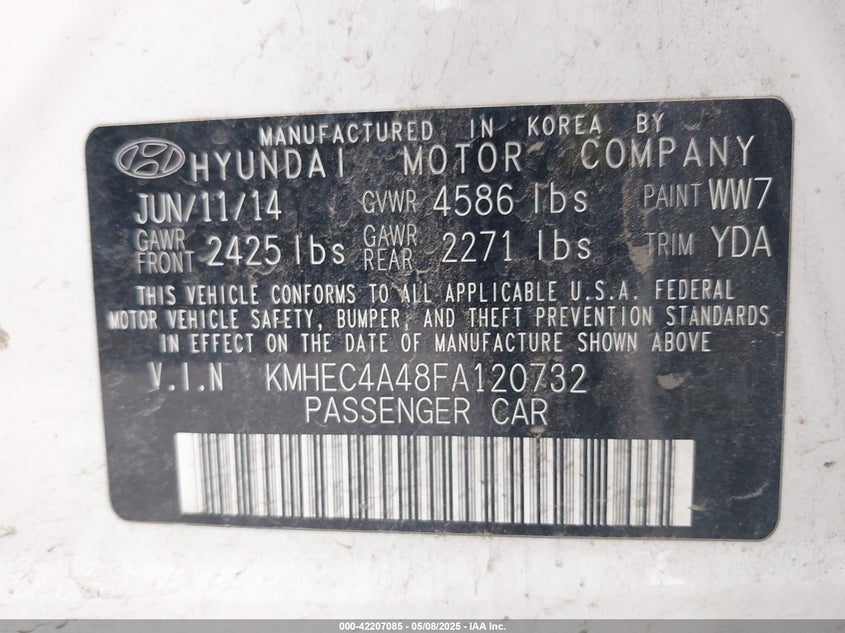 MANUFACTURED IN KOREA BY
HYUNDAI MOTOR COMPANY
JUN/11/14 GVWR 4586 lbs PAINT WW7
GAWR FRONT 2425 lbs GAWR REAR 2271 lbs TRIM YDA
THIS VEHICLE CONFORMS TO ALL APPLICABLE U.S.A. FEDERAL
MOTOR VEHICLE SAFETY, BUMPER, AND THEFT PREVENTION STANDARDS
IN EFFECT ON THE DATE OF MANUFACTURE SHOWN ABOVE
V.I.N KMHEC4A48FA120732
PASSENGER CAR
000-42207085 - 05/08/2025 - IAA Inc.